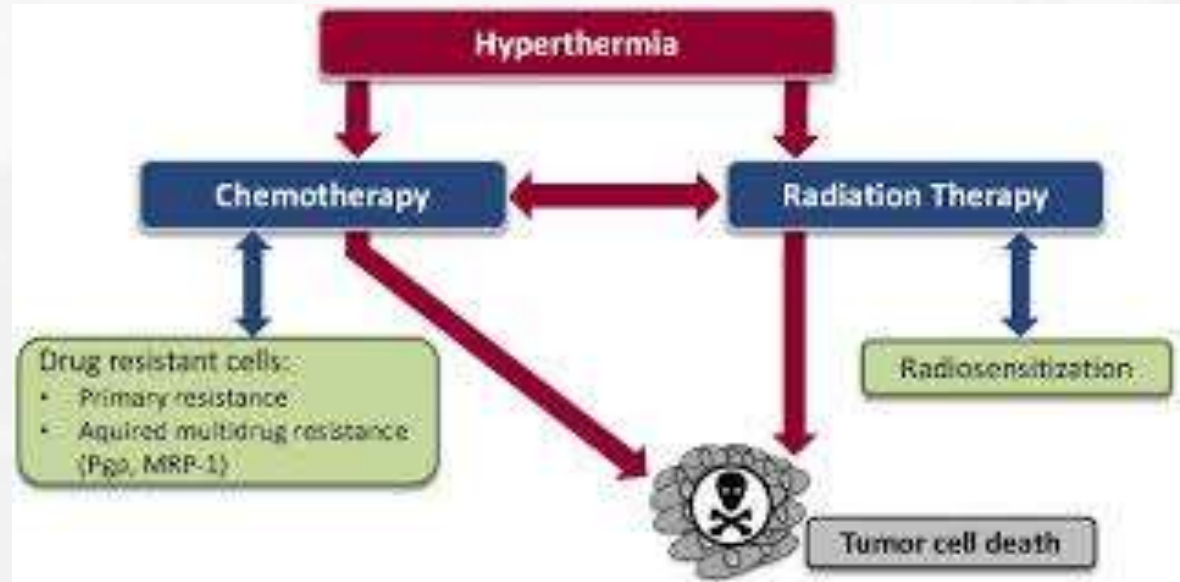 Hyperthermia
Chemotherapy
Radiation Therapy
Drug resistant cells:
• Primary resistance
• Aquired multidrug resistance
(Pgp, MRP-1)
Radiosensitization
Tumor cell death